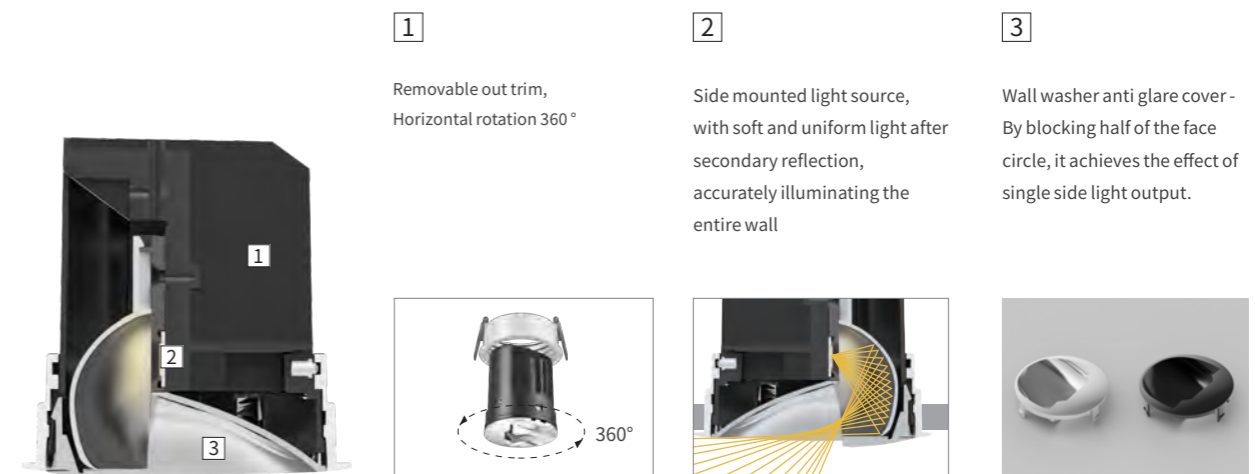 1
Removable out trim,
Horizontal rotation 360°
2
Side mounted light source,
with soft and uniform light after
secondary reflection,
accurately illuminating the
entire wall
3
Wall washer anti glare cover -
By blocking half of the face
circle, it achieves the effect of
single side light output.
1
2
3
360°